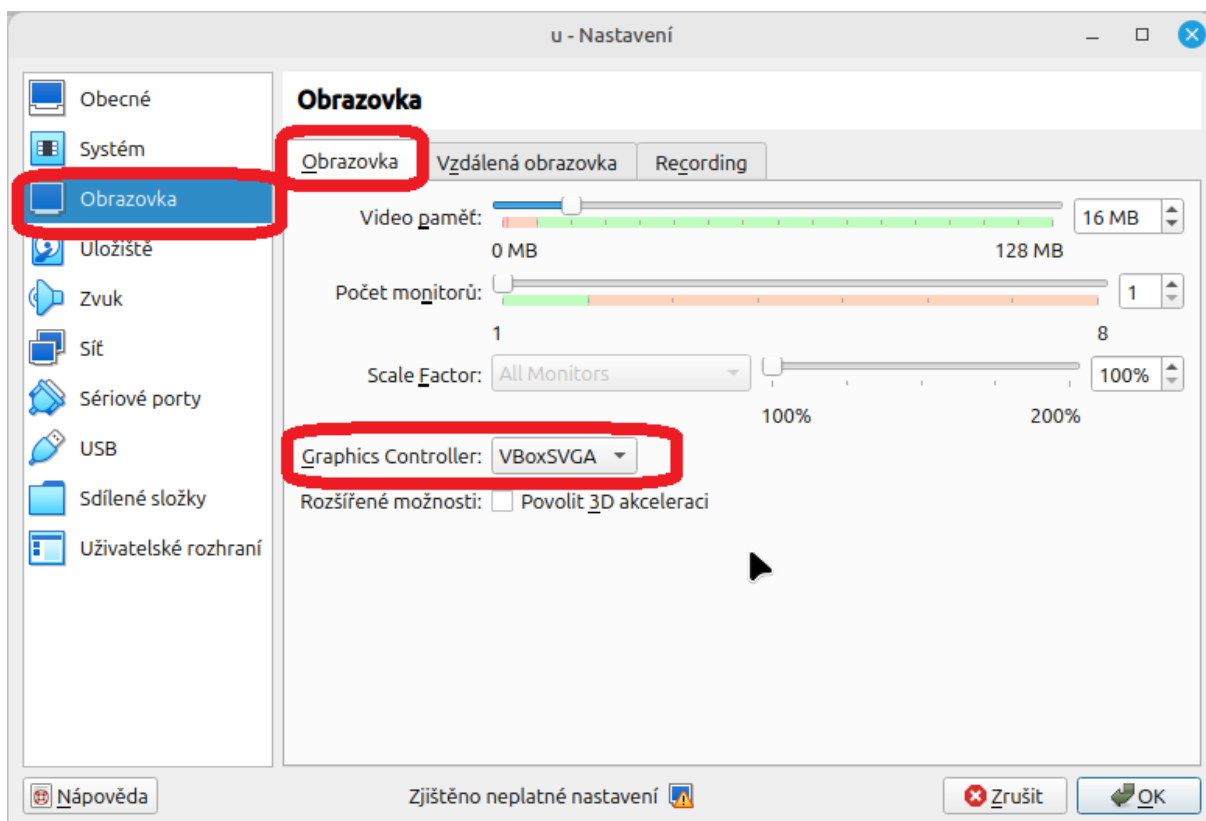 u - Nastavení
Obecné
Systém
Obrazovka
Uložiště
Zvuk
Síť
Sériové porty
USB
Sdílené složky
Uživatelské rozhraní
Obrazovka
Obrazovka Vzdálená obrazovka Recording
Video paměť: 16 MB
0 MB 128 MB
Počet monitorů: 1
1 8
Scale Factor: All Monitors 100%
100% 200%
Graphics Controller: VBoxSVGA
Rozšířené možnosti: Povolit 3D akceleraci
Nápověda Zjištěno neplatné nastavení Zrušit OK